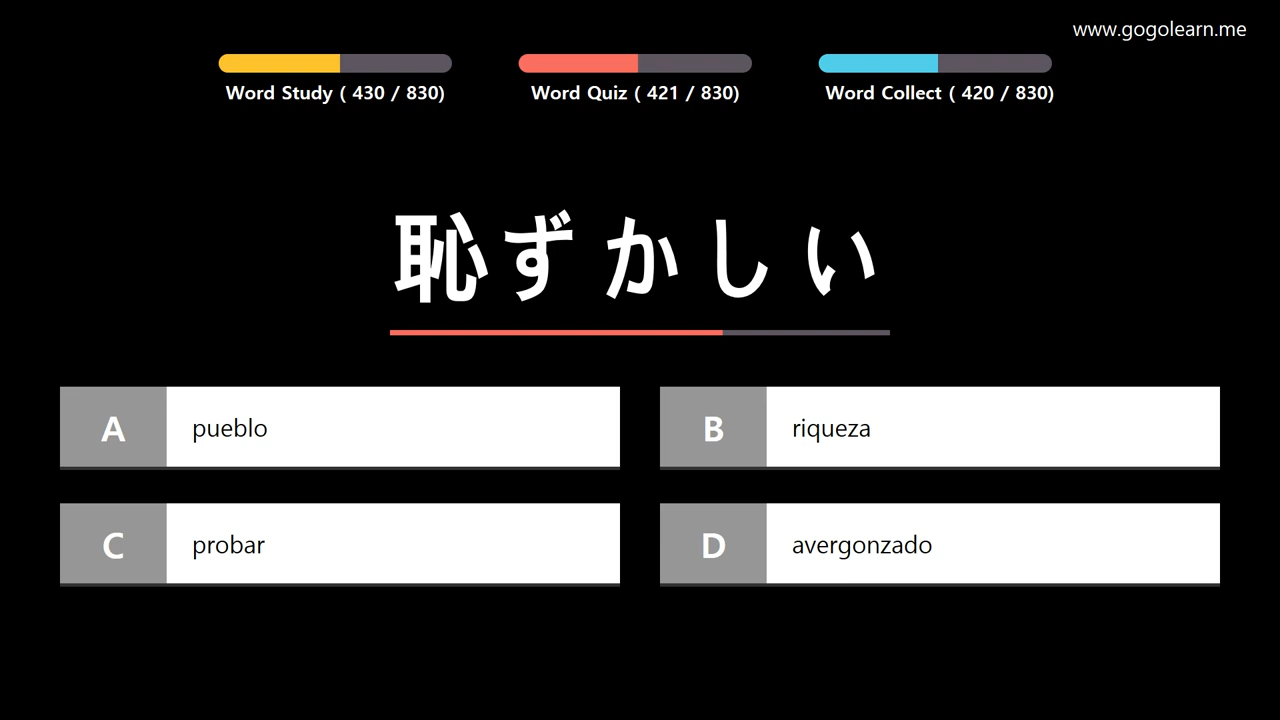 www.gogolearn.me
Word Study ( 430 / 830)
Word Quiz ( 421 / 830)
Word Collect ( 420 / 830)
恥ずかしい
A pueblo
B riqueza
C probar
D avergonzado